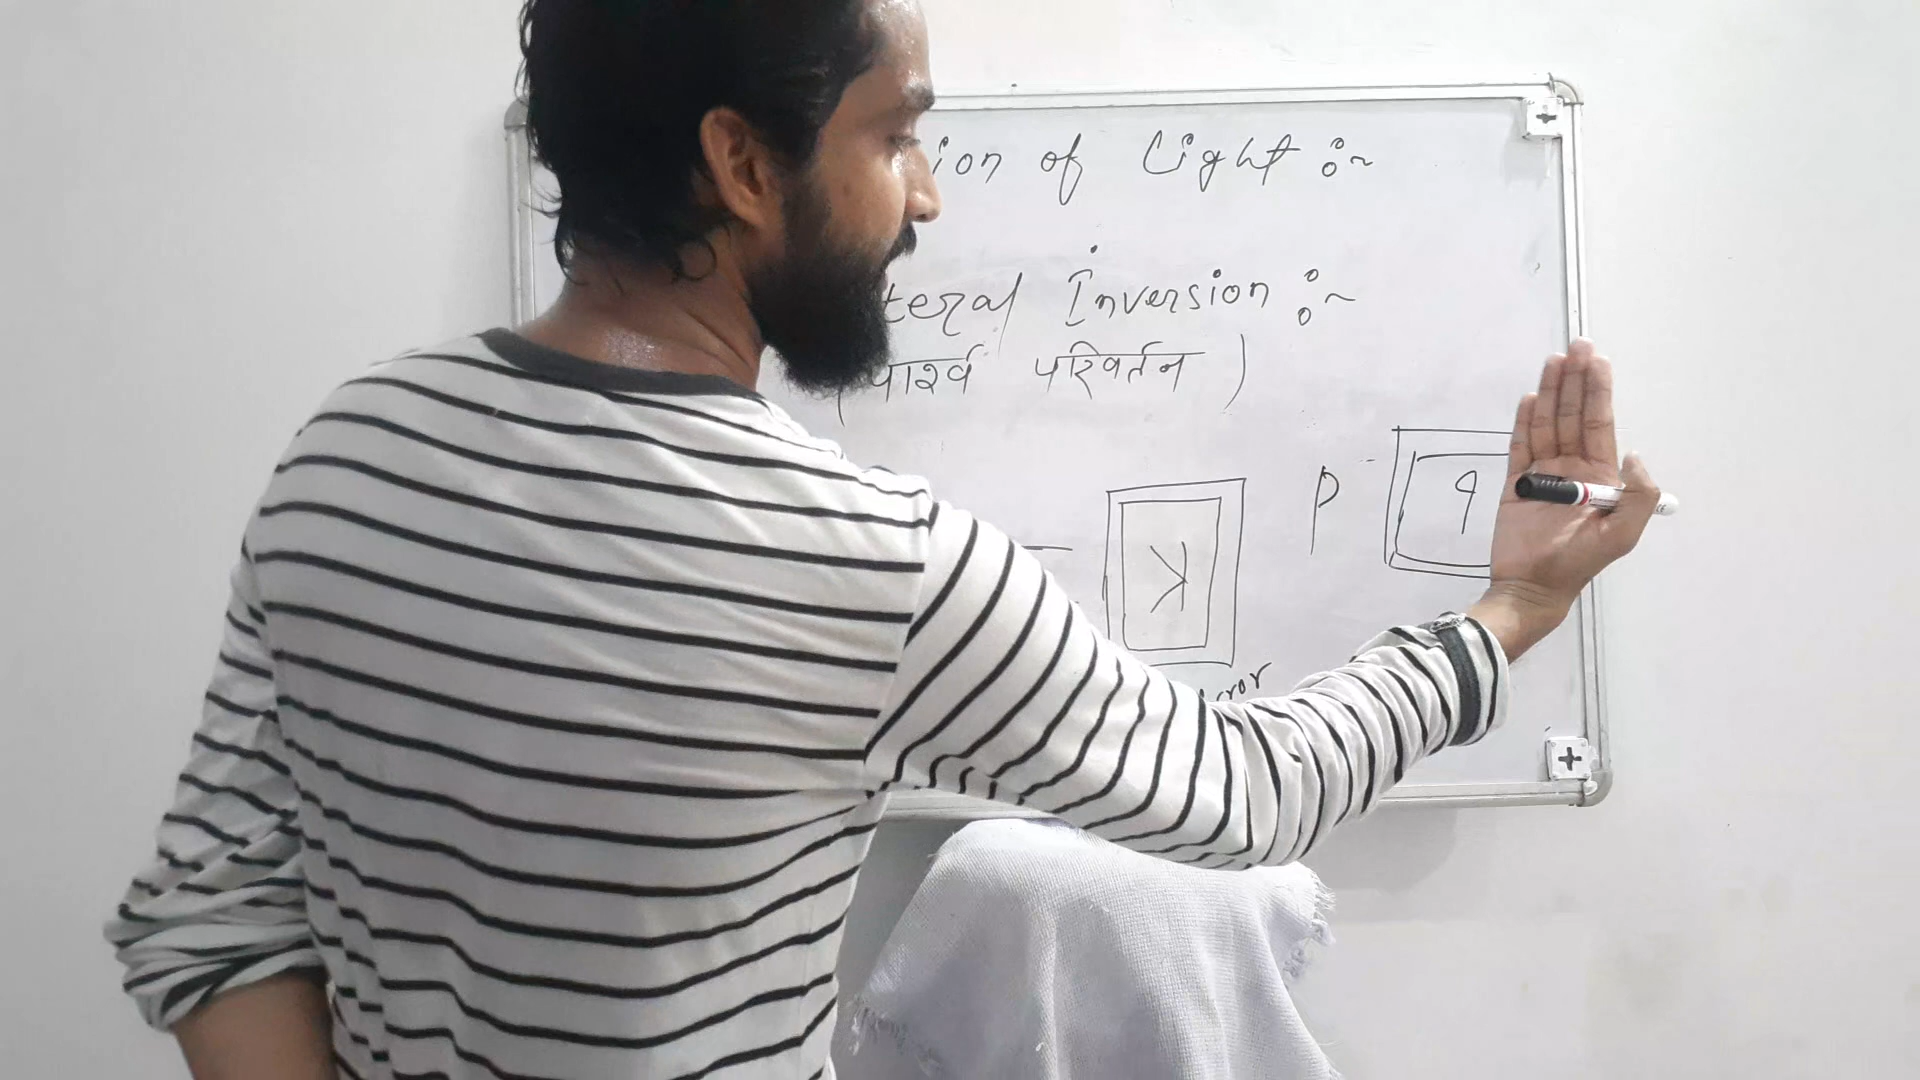 ion of Light :~
teral Inversion :~
(पार्श्व परिवर्तन)
K P P
rror